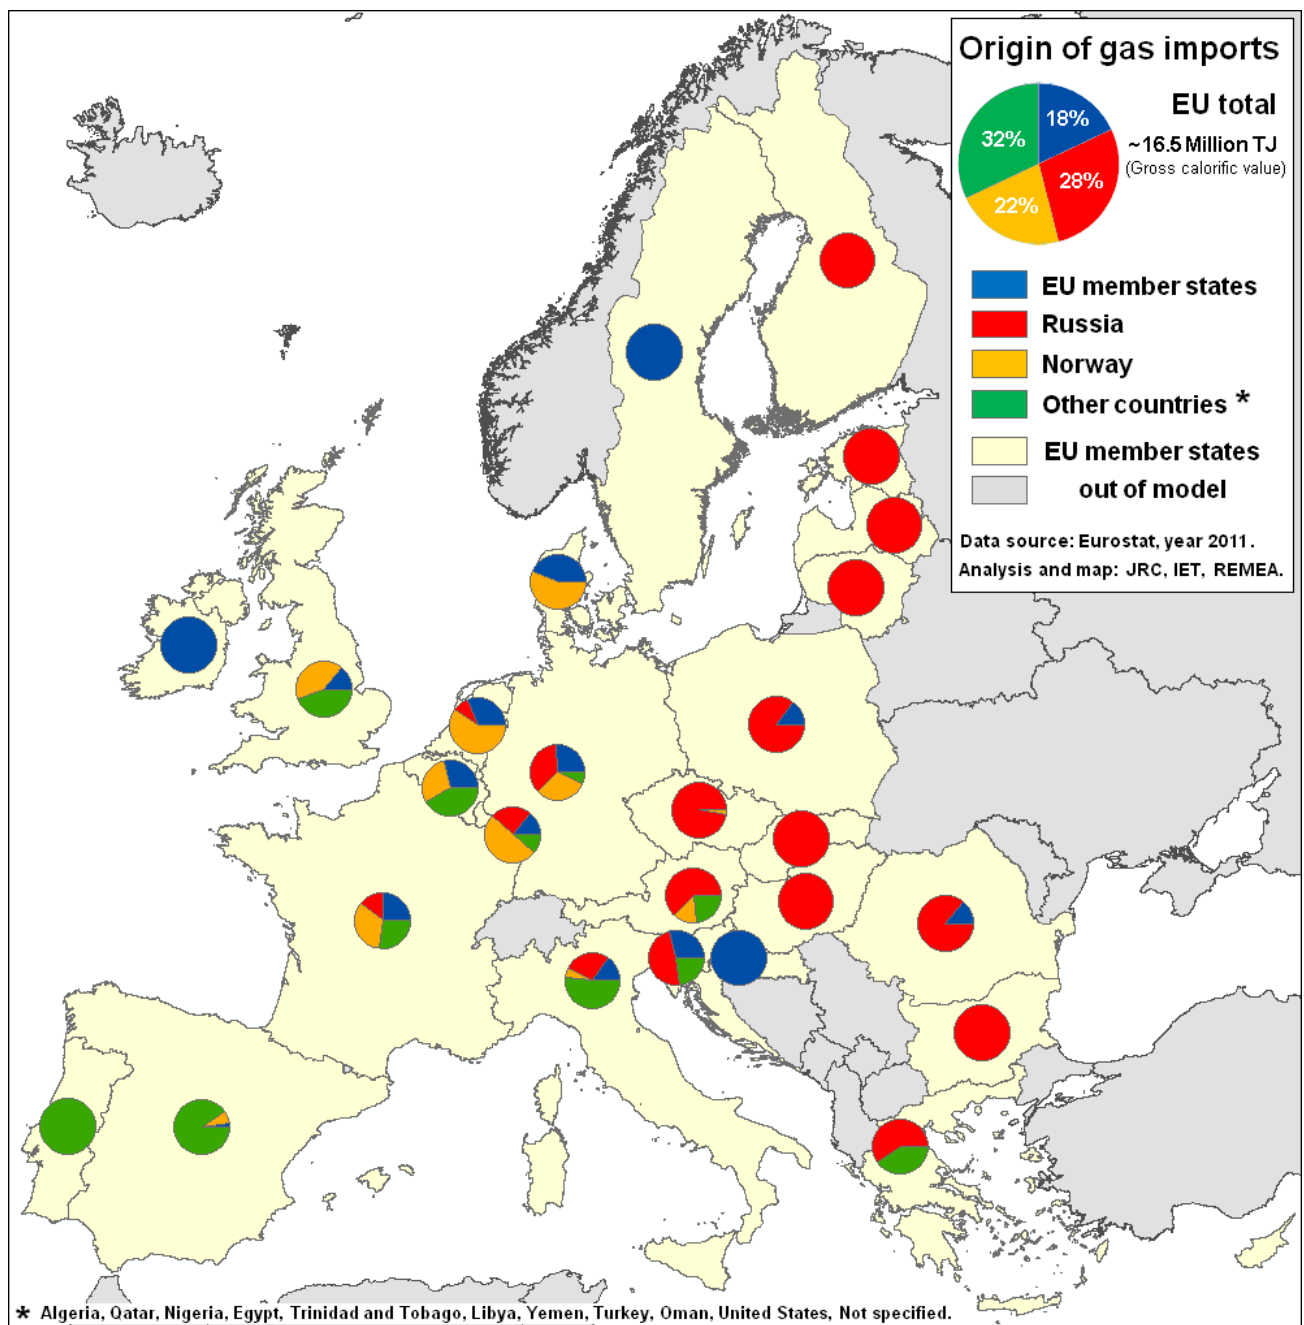 Origin of gas imports
EU total
~16.5 Million TJ
(Gross calorific value)
18%
32%
28%
22%
EU member states
Russia
Norway
Other countries *
EU member states
out of model
Data source: Eurostat, year 2011.
Analysis and map: JRC, IET, REMEA.
* Algeria, Qatar, Nigeria, Egypt, Trinidad and Tobago, Libya, Yemen, Turkey, Oman, United States, Not specified.